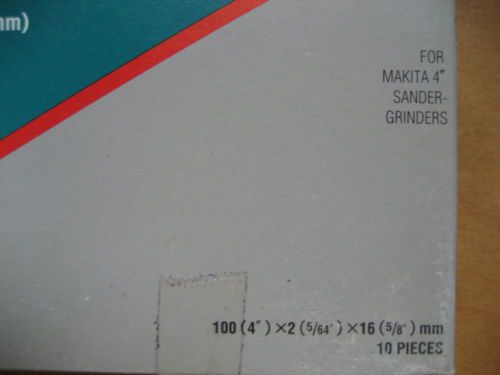 mm)
FOR
MAKITA 4"
SANDER-
GRINDERS
100 (4") ×2 (5/64") ×16 (5/8") mm
10 PIECES